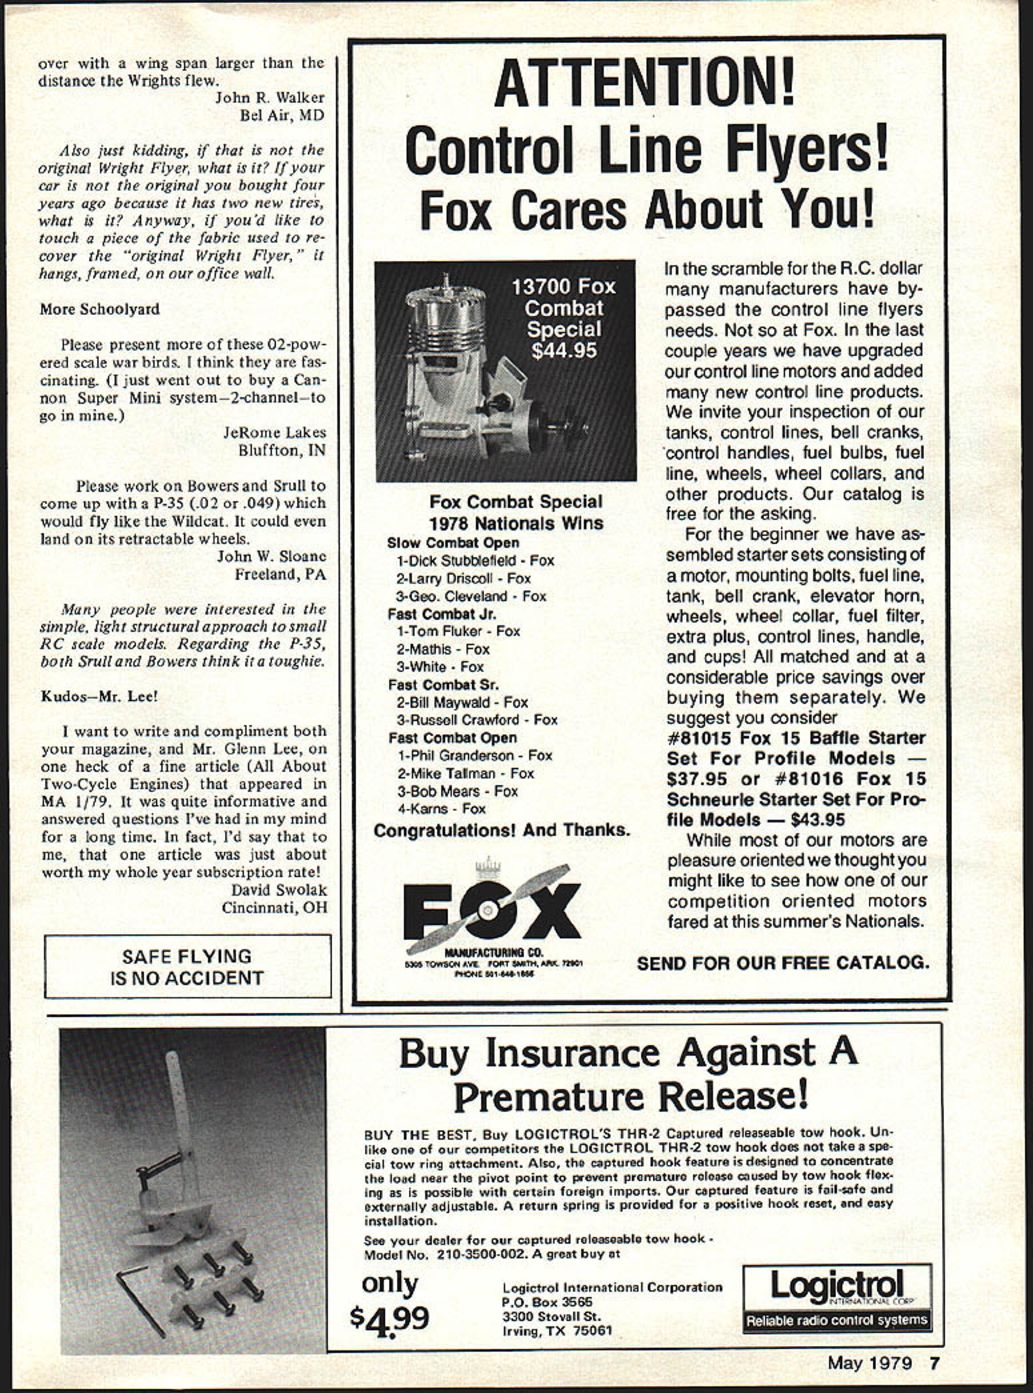 over with a wing span larger than the
distance the Wrights flew.
John R. Walker
Bel Air, MD
Also just kidding, if that is not the
original Wright Flyer, what is it? If your
car is not the original you bought four
years ago because it has two new tires,
what is it? Anyway, if you'd like to
touch a piece of the fabric used to re-
cover the "original Wright Flyer," it
hangs, framed, on our office wall.
More Schoolyard
Please present more of these 02-pow-
ered scale war birds. I think they are fas-
cinating. (I just went out to buy a Can-
non Super Mini system—2-channel—to
go in mine.)
JeRome Lakes
Bluffton, IN
Please work on Bowers and Srull to
come up with a P-35 (.02 or .049) which
would fly like the Wildcat. It could even
land on its retractable wheels.
John W. Sloane
Freeland, PA
Many people were interested in the
simple, light structural approach to small
RC scale models. Regarding the P-35,
both Srull and Bowers think it a toughie.
Kudos—Mr. Lee!
I want to write and compliment both
your magazine, and Mr. Glenn Lee, on
one heck of a fine article (All About
Two-Cycle Engines) that appeared in
MA 1/79. It was quite informative and
answered questions I've had in my mind
for a long time. In fact, I'd say that to
me, that one article was just about
worth my whole year subscription rate!
David Swolak
Cincinnati, OH
SAFE FLYING
IS NO ACCIDENT
ATTENTION!
Control Line Flyers!
Fox Cares About You!
13700 Fox
Combat
Special
$44.95
Fox Combat Special
1978 Nationals Wins
Slow Combat Open
1-Dick Stubblefield - Fox
2-Larry Driscoll - Fox
3-Geo. Cleveland - Fox
Fast Combat Jr.
1-Tom Fluker - Fox
2-Mathis - Fox
3-White - Fox
Fast Combat Sr.
2-Bill Maywald - Fox
3-Russell Crawford - Fox
Fast Combat Open
1-Phil Granderson - Fox
2-Mike Tallman - Fox
3-Bob Mears - Fox
4-Karns - Fox
Congratulations! And Thanks.
FOX
MANUFACTURING CO.
5305 TOWSON AVE. FORT SMITH, ARK. 72901
PHONE 501-646-1656
In the scramble for the R.C. dollar
many manufacturers have by-
passed the control line flyers
needs. Not so at Fox. In the last
couple years we have upgraded
our control line motors and added
many new control line products.
We invite your inspection of our
tanks, control lines, bell cranks,
control handles, fuel bulbs, fuel
line, wheels, wheel collars, and
other products. Our catalog is
free for the asking.
For the beginner we have as-
sembled starter sets consisting of
a motor, mounting bolts, fuel line,
tank, bell crank, elevator horn,
wheels, wheel collar, fuel filter,
extra plus, control lines, handle,
and cups! All matched and at a
considerable price savings over
buying them separately. We
suggest you consider
#81015 Fox 15 Baffle Starter
Set For Profile Models —
$37.95 or #81016 Fox 15
Schneurle Starter Set For Pro-
file Models — $43.95
While most of our motors are
pleasure oriented we thought you
might like to see how one of our
competition oriented motors
fared at this summer's Nationals.
SEND FOR OUR FREE CATALOG.
Buy Insurance Against A
Premature Release!
BUY THE BEST, Buy LOGICTROL'S THR-2 Captured releaseable tow hook. Un-
like one of our competitors the LOGICTROL THR-2 tow hook does not take a spe-
cial tow ring attachment. Also, the captured hook feature is designed to concentrate
the load near the pivot point to prevent premature release caused by tow hook flex-
ing as is possible with certain foreign imports. Our captured feature is fail-safe and
externally adjustable. A return spring is provided for a positive hook reset, and easy
installation.
See your dealer for our captured releaseable tow hook -
Model No. 210-3500-002. A great buy at
only
$4.99
Logictrol International Corporation
P.O. Box 3565
3300 Stovall St.
Irving, TX 75061
Logictrol
INTERNATIONAL CORP
Reliable radio control systems
May 1979 7